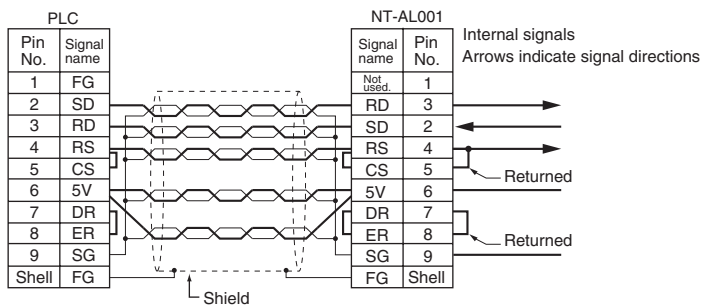 PLC
NT-AL001
Pin No. Signal name
Signal name Pin No.
Internal signals
Arrows indicate signal directions
1 FG
Not used. 1
2 SD
RD 3
3 RD
SD 2
4 RS
RS 4
5 CS
CS 5
Returned
6 5V
5V 6
7 DR
DR 7
8 ER
ER 8
Returned
9 SG
SG 9
Shell FG
FG Shell
Shield